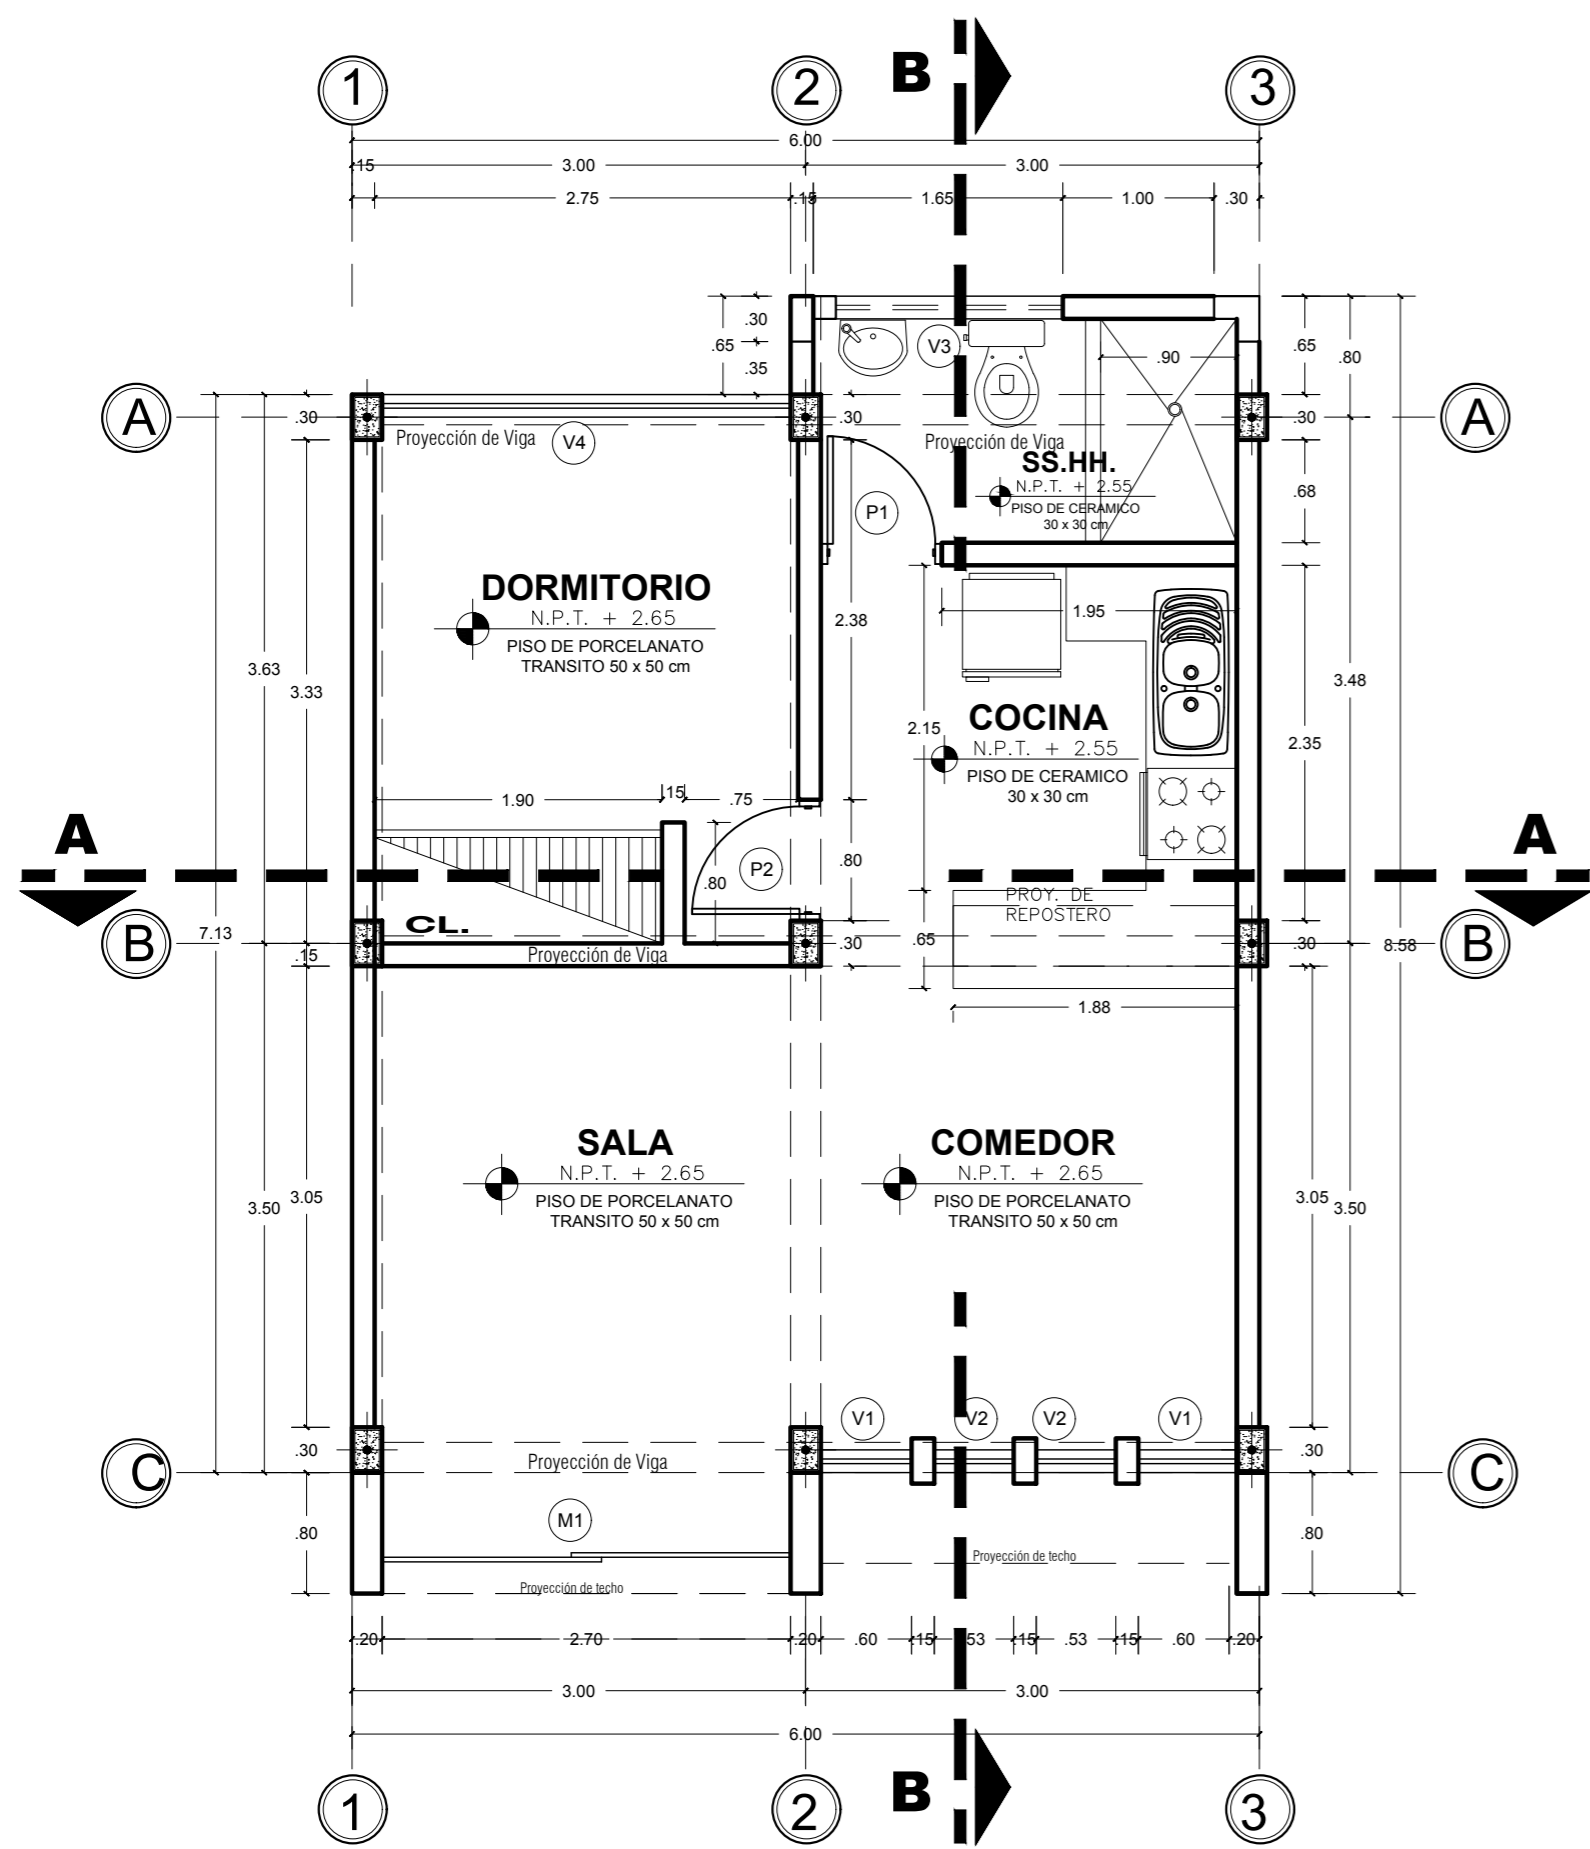 1 2 B 3
6.00
.15 3.00 3.00
2.75 .15 1.65 1.00 .30
.30
.65 V3 .65 .80
.35 .90
A .30 .30 .30 A
Proyección de Viga V4 Proyección de Viga
SS.HH.
N.P.T. + 2.55
PISO DE CERAMICO
30 x 30 cm
P1 .68
DORMITORIO
N.P.T. + 2.65
PISO DE PORCELANATO
TRANSITO 50 x 50 cm
2.38 1.95
3.63 3.33 3.48
2.15 2.35
COCINA
N.P.T. + 2.55
PISO DE CERAMICO
30 x 30 cm
1.90 .15 .75
A A
P2 .80
.80
PROY. DE
REPOSTERO
CL.
7.13 B .65 .30 .30 8.58 B
.15 Proyección de Viga
1.88
SALA
N.P.T. + 2.65
PISO DE PORCELANATO
TRANSITO 50 x 50 cm
COMEDOR
N.P.T. + 2.65
PISO DE PORCELANATO
TRANSITO 50 x 50 cm
3.50 3.05 3.05 3.50
V1 V2 V2 V1
.30 Proyección de Viga .30
C C
M1
.80 .80
Proyección de techo
Proyección de techo
.20 2.70 .20 .60 .15 .53 .15 .53 .15 .60 .20
3.00 3.00
6.00
B
1 2 3